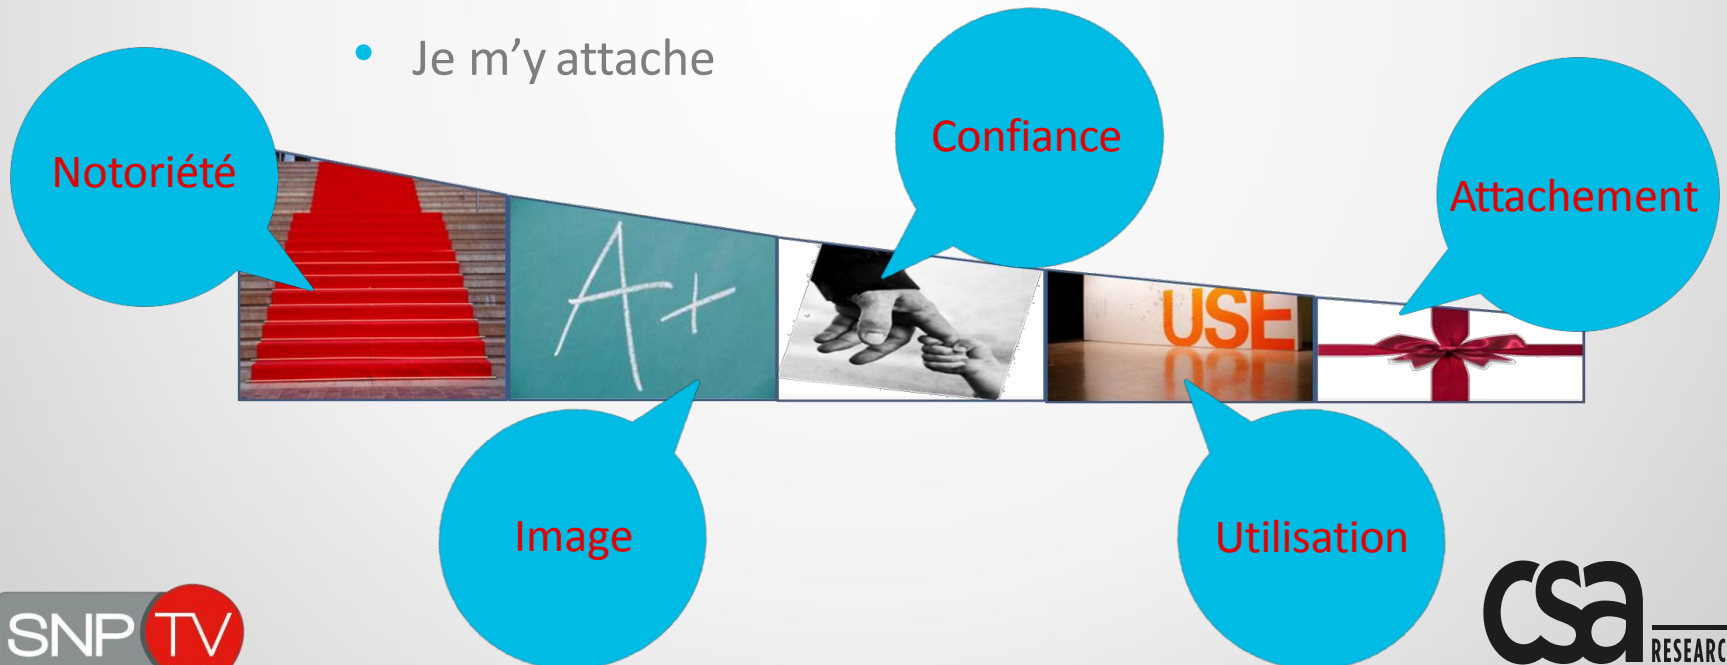 • Je m’y attache
Notoriété
Confiance
Attachement
A+
USE
Image
Utilisation
SNP TV
csa
RESEARC